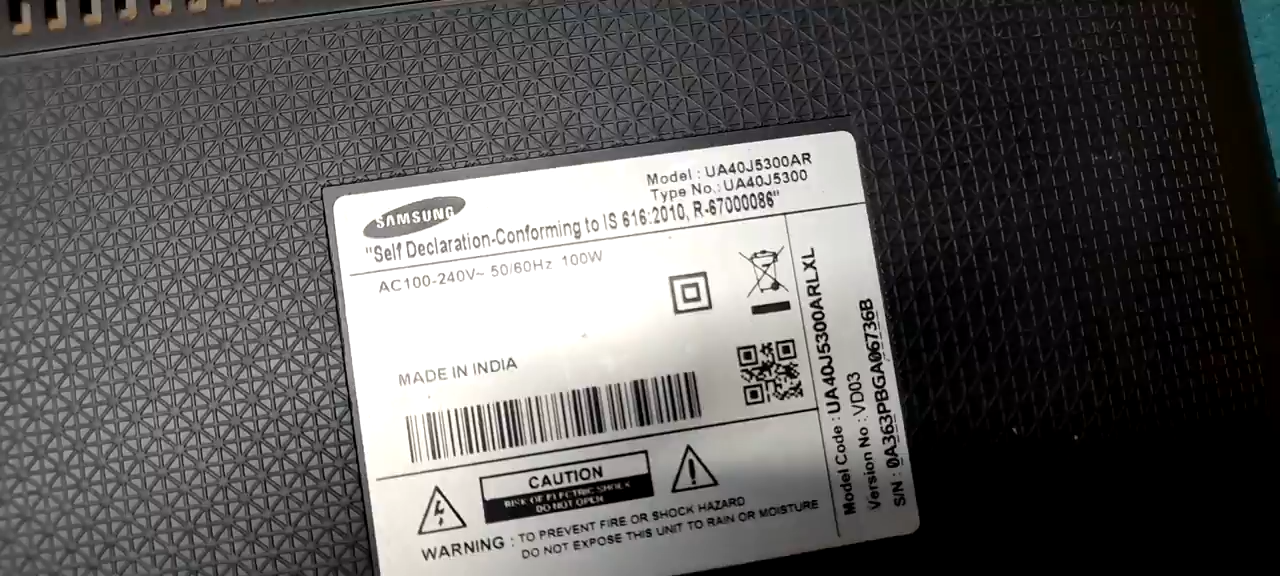 SAMSUNG
Model : UA40J5300AR
Type No.: UA40J5300
"Self Declaration-Conforming to IS 616:2010, R-67000086"
AC100-240V~ 50/60Hz 100W
MADE IN INDIA
CAUTION
RISK OF ELECTRIC SHOCK
DO NOT OPEN
WARNING : TO PREVENT FIRE OR SHOCK HAZARD
DO NOT EXPOSE THIS UNIT TO RAIN OR MOISTURE
Model Code : UA40J5300ARLXL
Version No : VD03
S/N : 0A363PBGA06736B